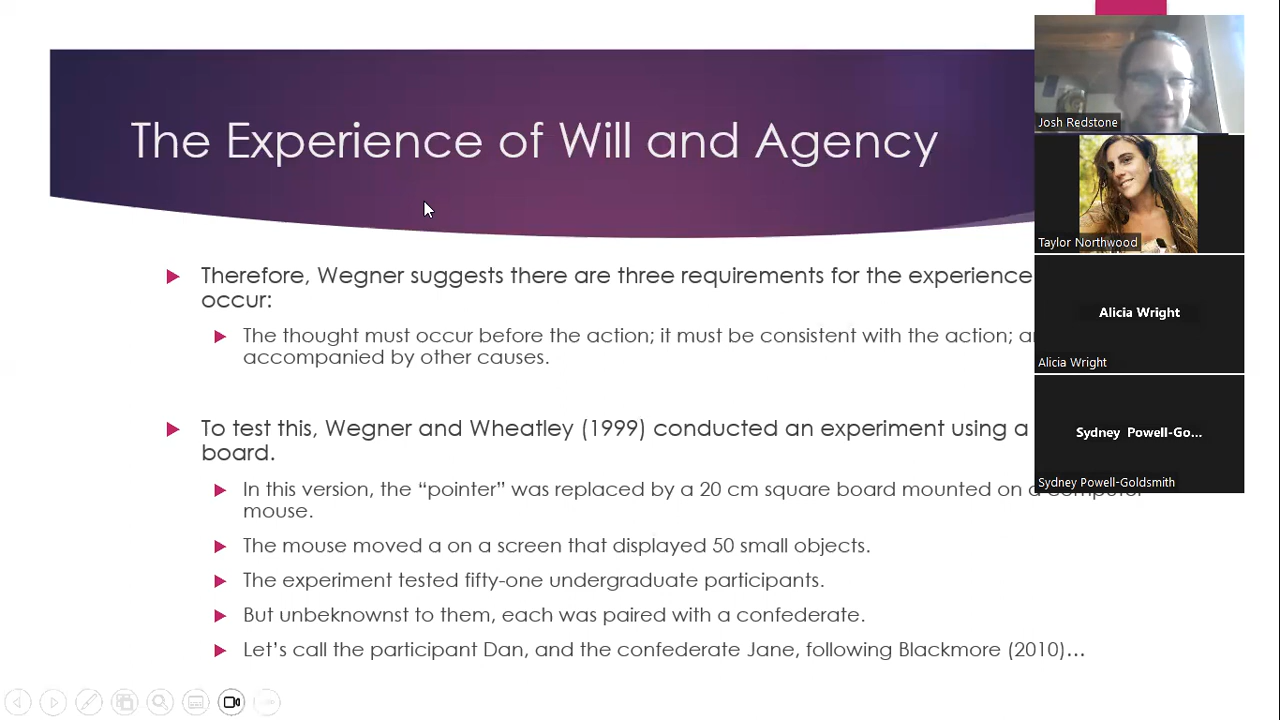 The Experience of Will and Agency
Therefore, Wegner suggests there are three requirements for the experience
occur:
The thought must occur before the action; it must be consistent with the action;
accompanied by other causes.
To test this, Wegner and Wheatley (1999) conducted an experiment using a
board.
In this version, the “pointer” was replaced by a 20 cm square board mounted on a computer
mouse.
The mouse moved a on a screen that displayed 50 small objects.
The experiment tested fifty-one undergraduate participants.
But unbeknownst to them, each was paired with a confederate.
Let’s call the participant Dan, and the confederate Jane, following Blackmore (2010)…
Josh Redstone
Taylor Northwood
Alicia Wright
Alicia Wright
Sydney Powell-Go...
Sydney Powell-Goldsmith